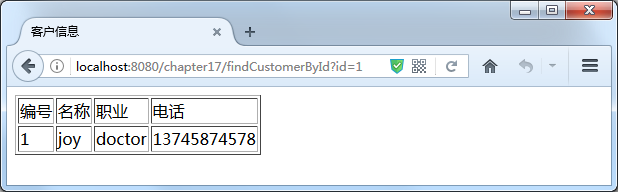 客户信息
localhost:8080/chapter17/findCustomerById?id=1
编号 名称 职业 电话
1 joy doctor 13745874578